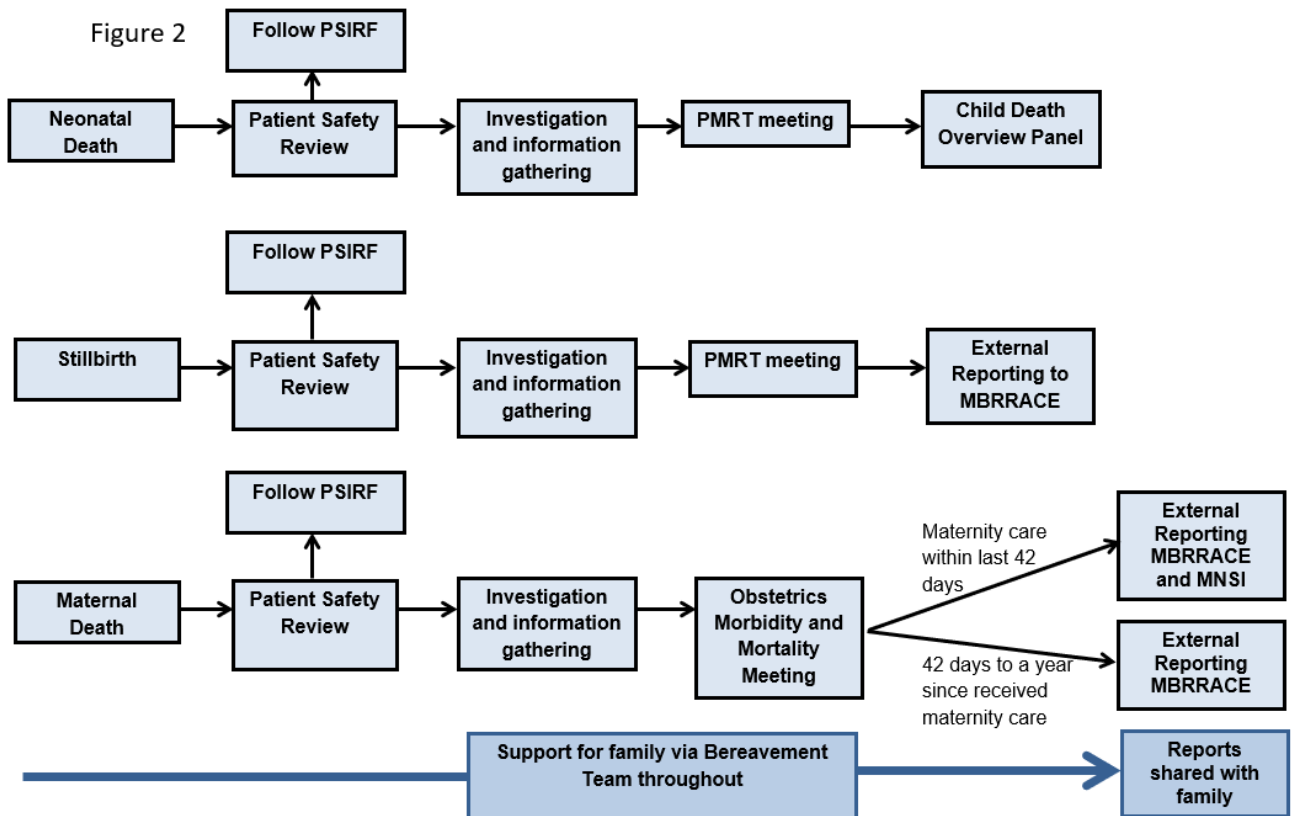 Figure 2
Follow PSIRF
Neonatal
Death
Patient Safety
Review
Investigation
and information
gathering
PMRT meeting
Child Death
Overview Panel
Follow PSIRF
Stillbirth
Patient Safety
Review
Investigation
and information
gathering
PMRT meeting
External
Reporting to
MBRRACE
Follow PSIRF
Maternal
Death
Patient Safety
Review
Investigation
and information
gathering
Obstetrics
Morbidity and
Mortality
Meeting
Maternity care
within last 42
days
External
Reporting
MBRRACE
and MNSI
42 days to a year
since received
maternity care
External
Reporting
MBRRACE
Support for family via Bereavement
Team throughout
Reports
shared with
family